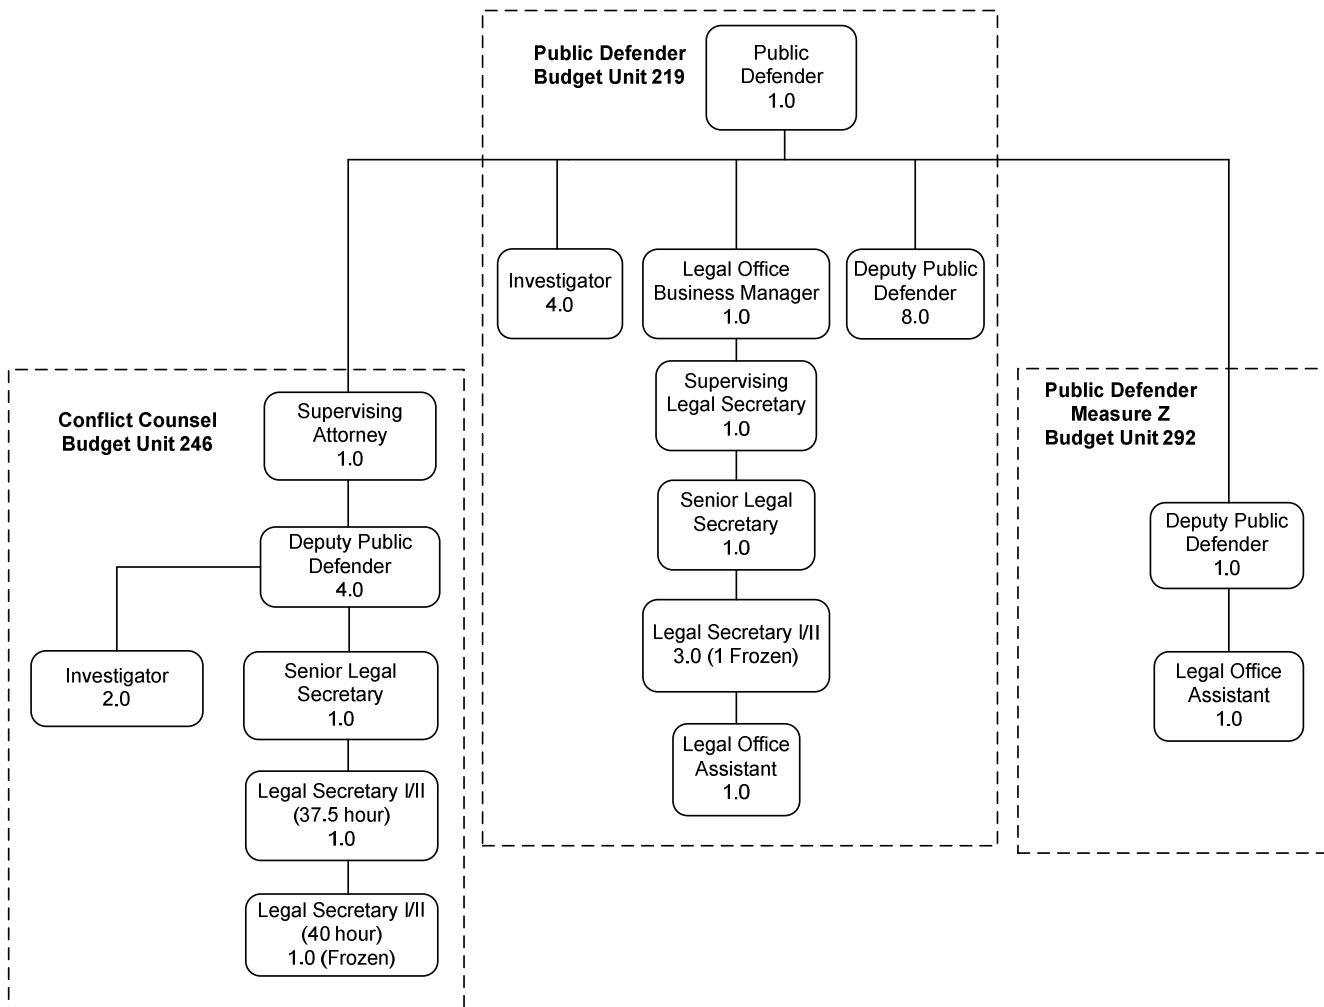 Public Defender
Budget Unit 219
Public
Defender
1.0
Investigator
4.0
Legal Office
Business Manager
1.0
Deputy Public
Defender
8.0
Supervising
Legal Secretary
1.0
Senior Legal
Secretary
1.0
Legal Secretary I/II
3.0 (1 Frozen)
Legal Office
Assistant
1.0
Conflict Counsel
Budget Unit 246
Supervising
Attorney
1.0
Deputy Public
Defender
4.0
Investigator
2.0
Senior Legal
Secretary
1.0
Legal Secretary I/II
(37.5 hour)
1.0
Legal Secretary I/II
(40 hour)
1.0 (Frozen)
Public Defender
Measure Z
Budget Unit 292
Deputy Public
Defender
1.0
Legal Office
Assistant
1.0